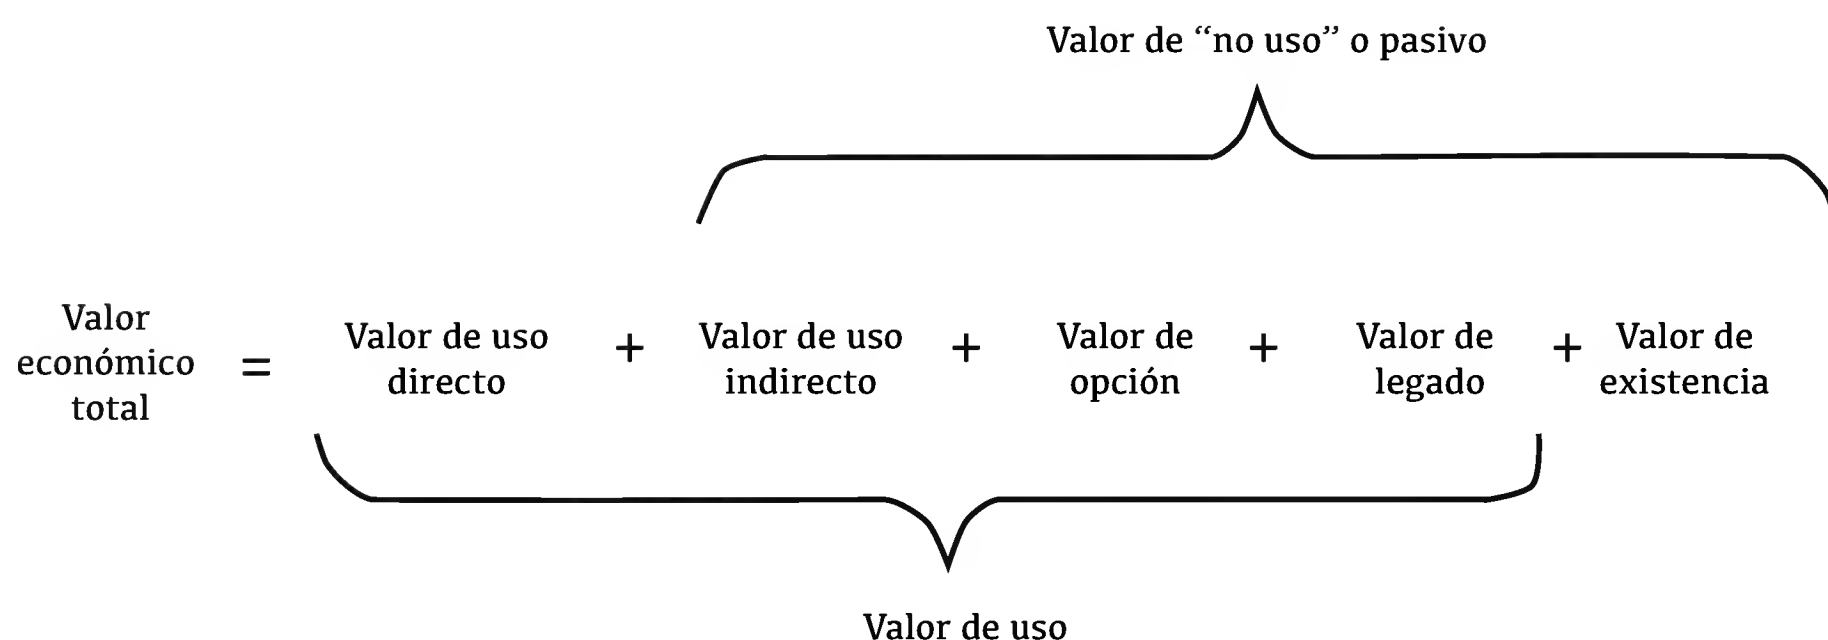 Valor de “no uso” o pasivo
Valor
económico
total
=
Valor de uso
directo
+
Valor de uso
indirecto
+
Valor de
opción
+
Valor de
legado
+
Valor de
existencia
Valor de uso